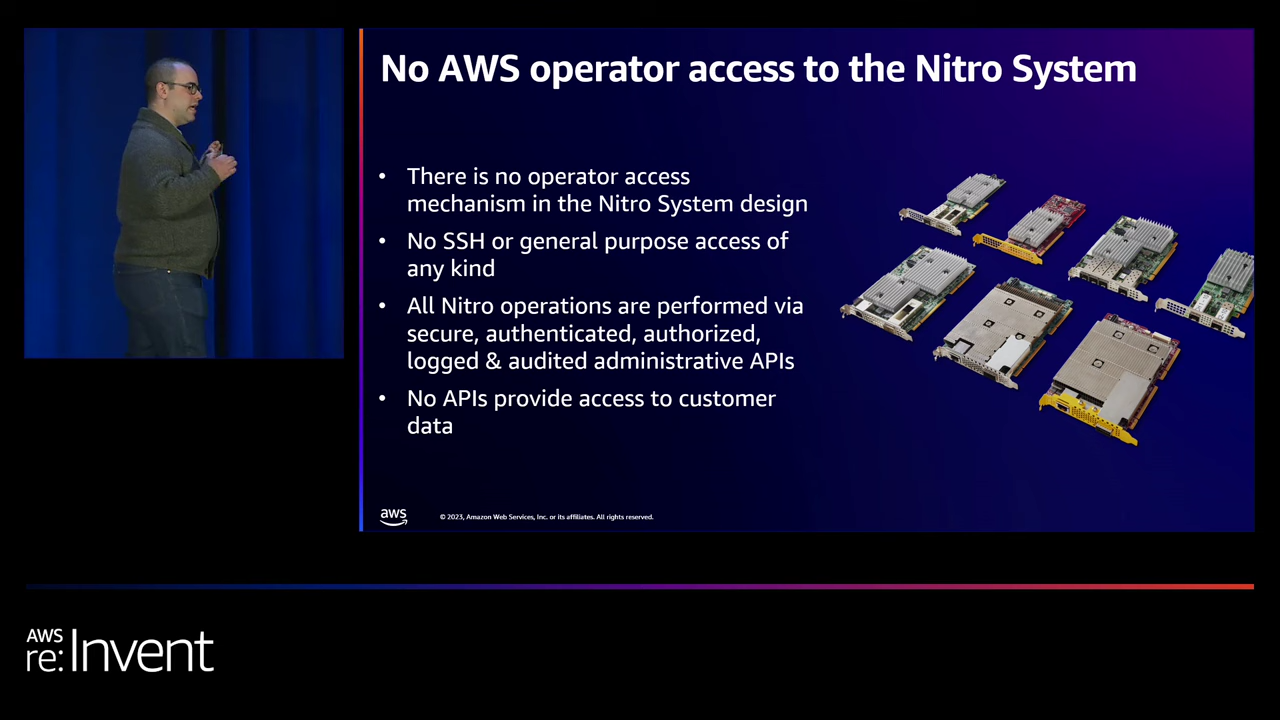 No AWS operator access to the Nitro System
• There is no operator access
mechanism in the Nitro System design
• No SSH or general purpose access of
any kind
• All Nitro operations are performed via
secure, authenticated, authorized,
logged & audited administrative APIs
• No APIs provide access to customer
data
aws
© 2023, Amazon Web Services, Inc. or its affiliates. All rights reserved.
AWS
re:Invent